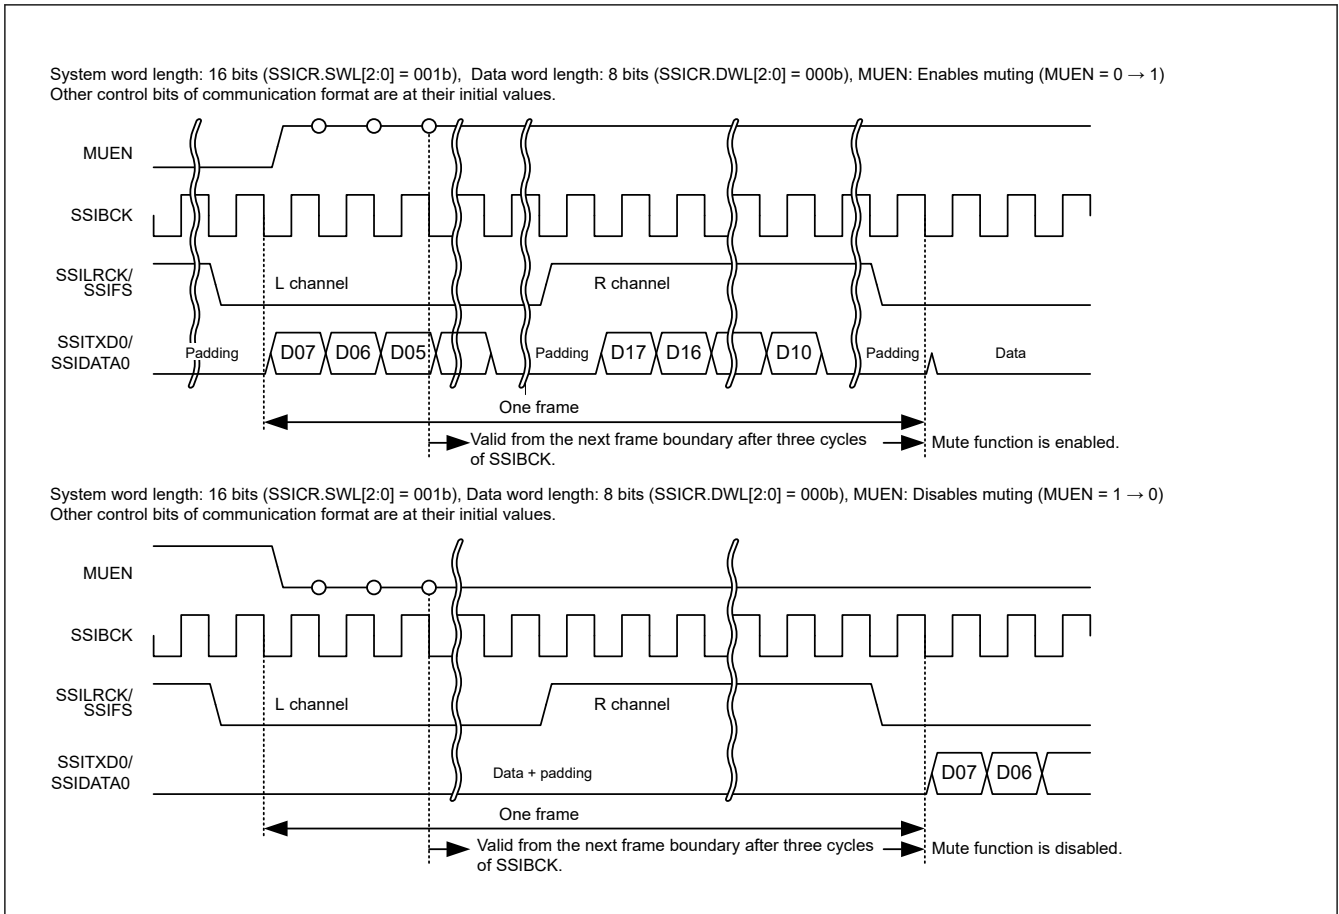 System word length: 16 bits (SSICR.SWL[2:0] = 001b),  Data word length: 8 bits (SSICR.DWL[2:0] = 000b), MUEN: Enables muting (MUEN = 0 → 1)
Other control bits of communication format are at their initial values.
MUEN
SSIBCK
SSILRCK/
SSIFS
L channel
R channel
SSITXD0/
SSIDATA0
Padding
D07
D06
D05
Padding
D17
D16
D10
Padding
Data
One frame
Valid from the next frame boundary after three cycles
of SSIBCK.
Mute function is enabled.
System word length: 16 bits (SSICR.SWL[2:0] = 001b), Data word length: 8 bits (SSICR.DWL[2:0] = 000b), MUEN: Disables muting (MUEN = 1 → 0)
Other control bits of communication format are at their initial values.
MUEN
SSIBCK
SSILRCK/
SSIFS
L channel
R channel
SSITXD0/
SSIDATA0
Data + padding
D07
D06
One frame
Valid from the next frame boundary after three cycles
of SSIBCK.
Mute function is disabled.